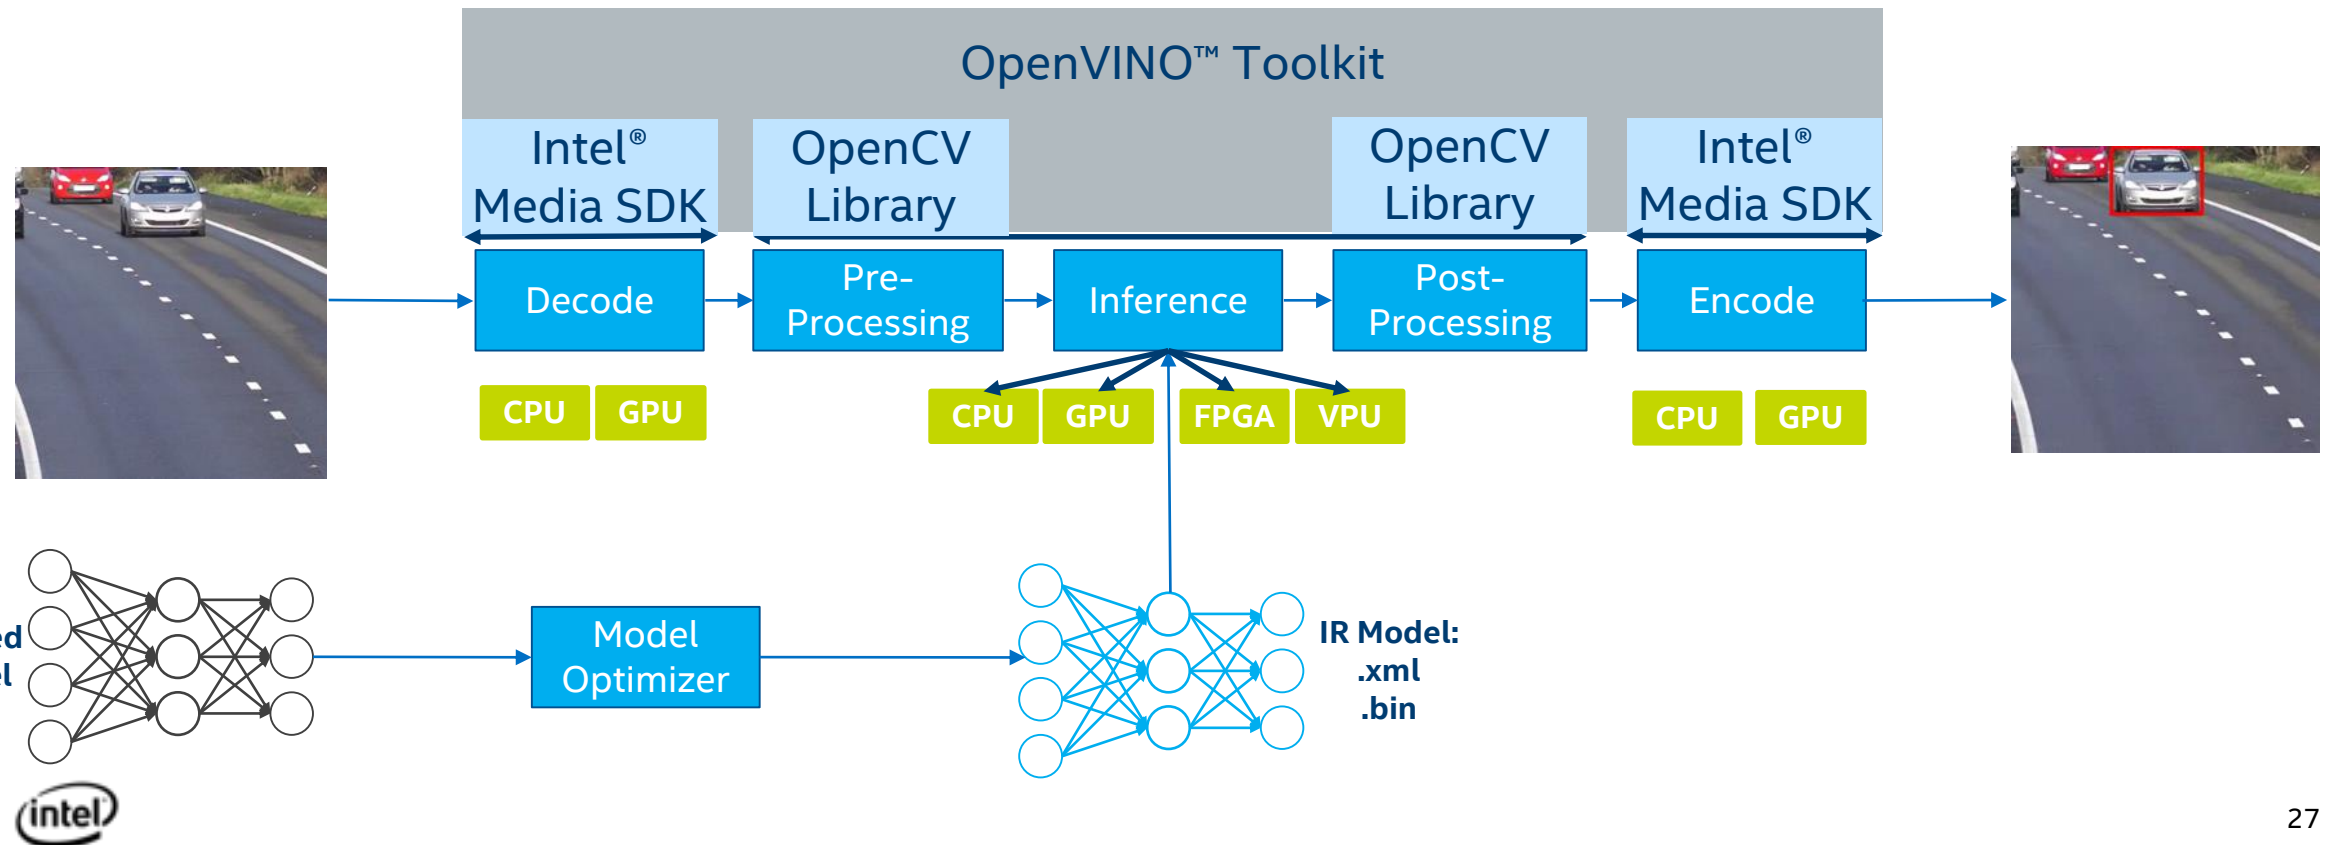 OpenVINO™ Toolkit
Intel®
Media SDK
OpenCV
Library
OpenCV
Library
Intel®
Media SDK
Decode
Pre-
Processing
Inference
Post-
Processing
Encode
CPU
GPU
CPU
GPU
FPGA
VPU
CPU
GPU
Model
Optimizer
IR Model:
.xml
.bin
intel
27